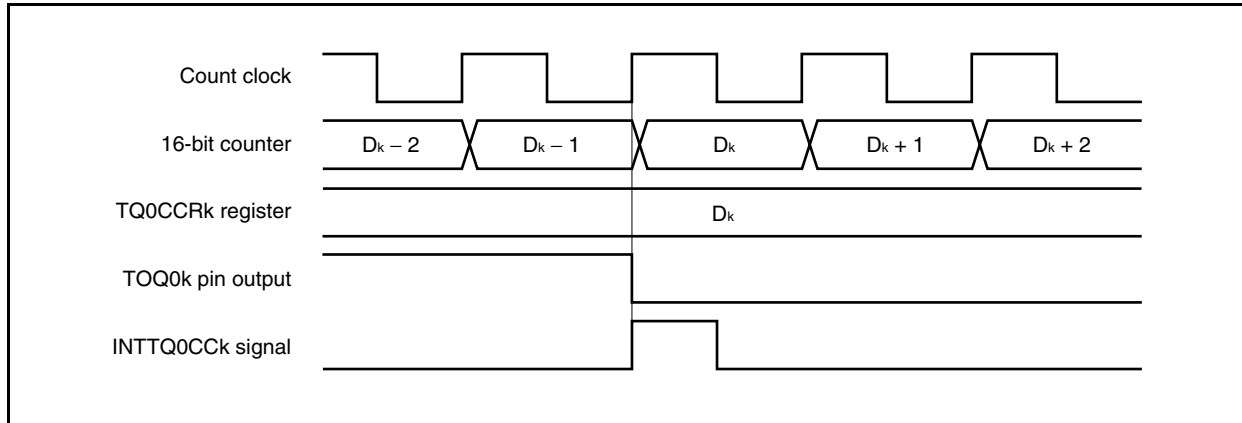 Count clock
16-bit counter
Dk − 2 Dk − 1 Dk Dk + 1 Dk + 2
TQ0CCRk register
Dk
TOQ0k pin output
INTTQ0CCk signal